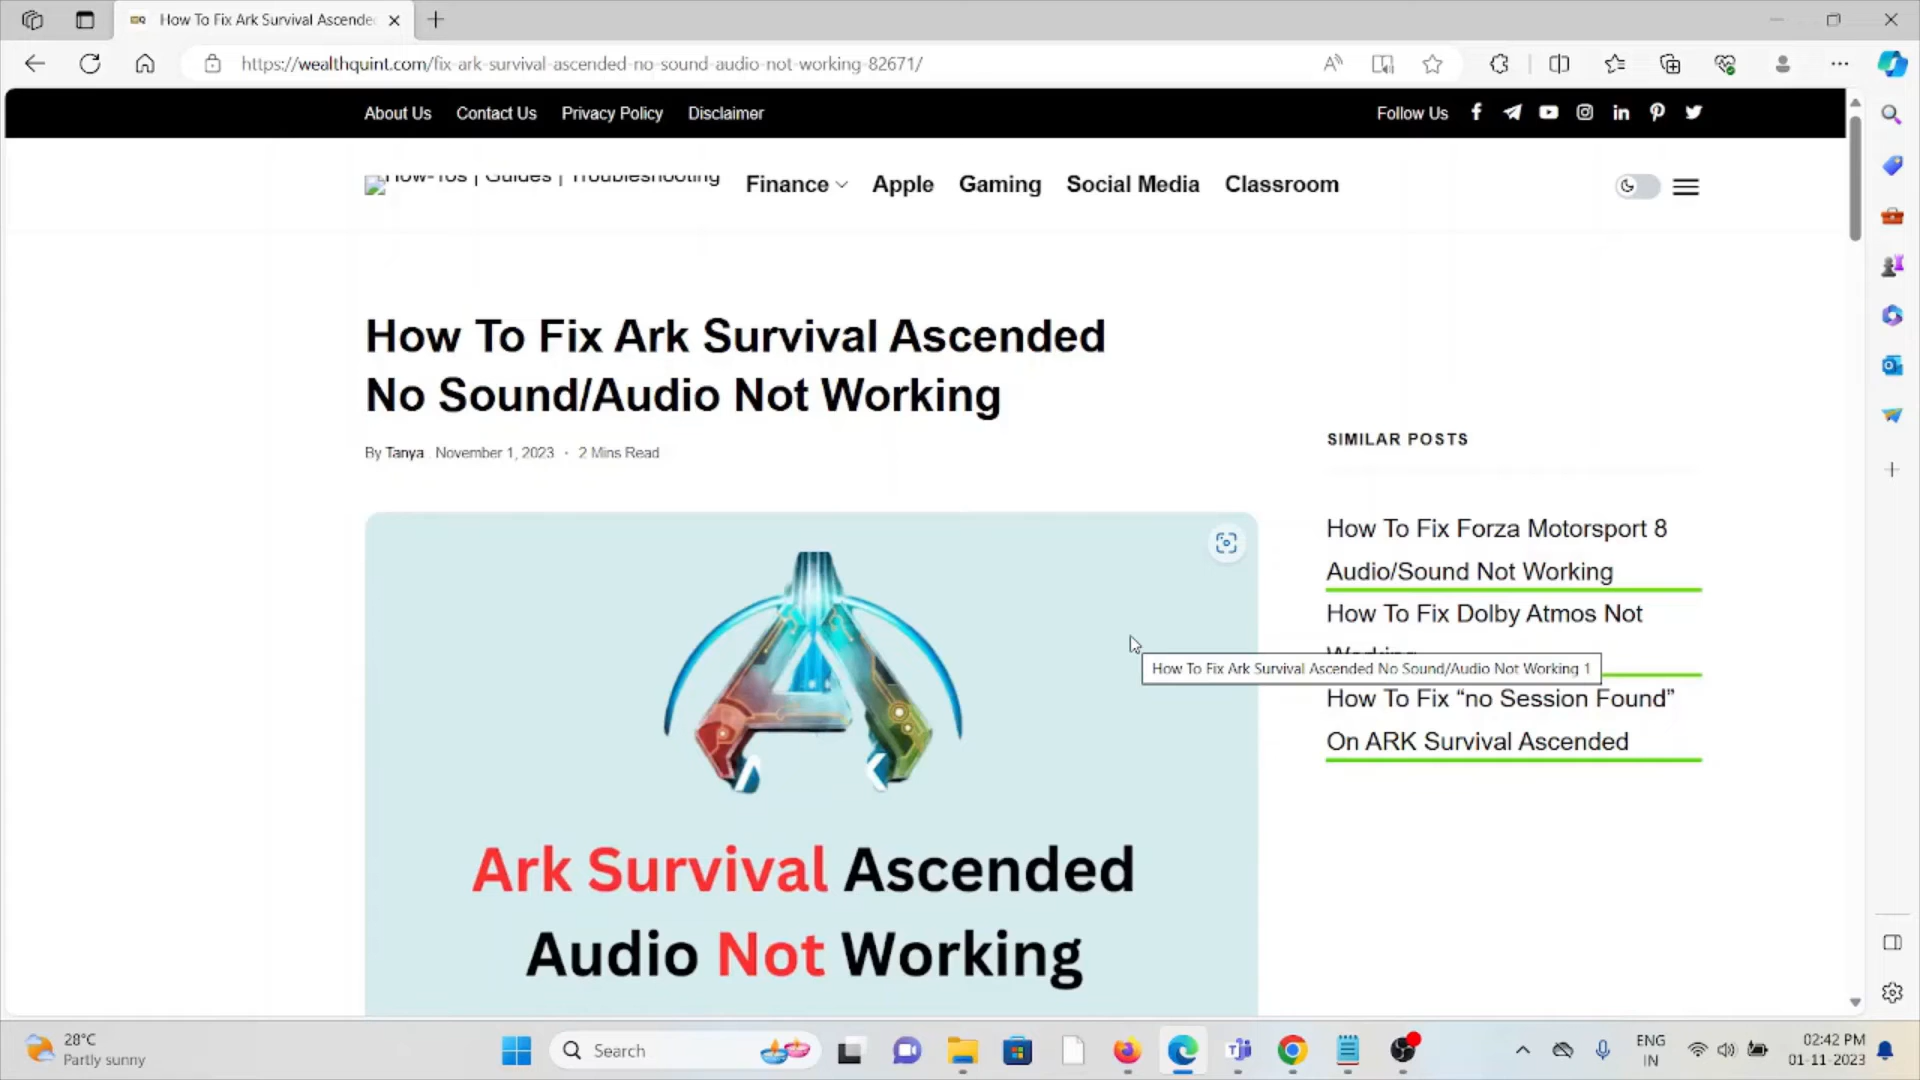 How To Fix Ark Survival Ascende
https://wealthquint.com/fix-ark-survival-ascended-no-sound-audio-not-working-82671/
About Us Contact Us Privacy Policy Disclaimer Follow Us
How-Tos | Guides | Troubleshooting Finance Apple Gaming Social Media Classroom
How To Fix Ark Survival Ascended
No Sound/Audio Not Working
By Tanya November 1, 2023 · 2 Mins Read
Ark Survival Ascended
Audio Not Working
SIMILAR POSTS
How To Fix Forza Motorsport 8
Audio/Sound Not Working
How To Fix Dolby Atmos Not
Working
How To Fix Ark Survival Ascended No Sound/Audio Not Working 1
How To Fix “no Session Found”
On ARK Survival Ascended
28°C
Partly sunny
Search
ENG
IN
02:42 PM
01-11-2023